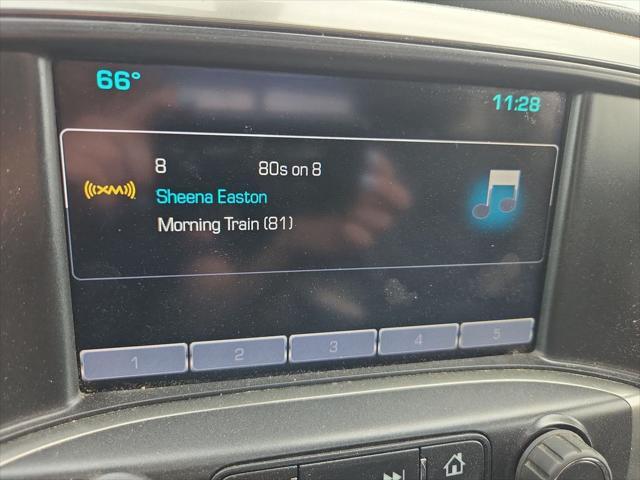 66°
11:28
8 80s on 8
((XM))
Sheena Easton
Morning Train (81)
1 2 3 4 5